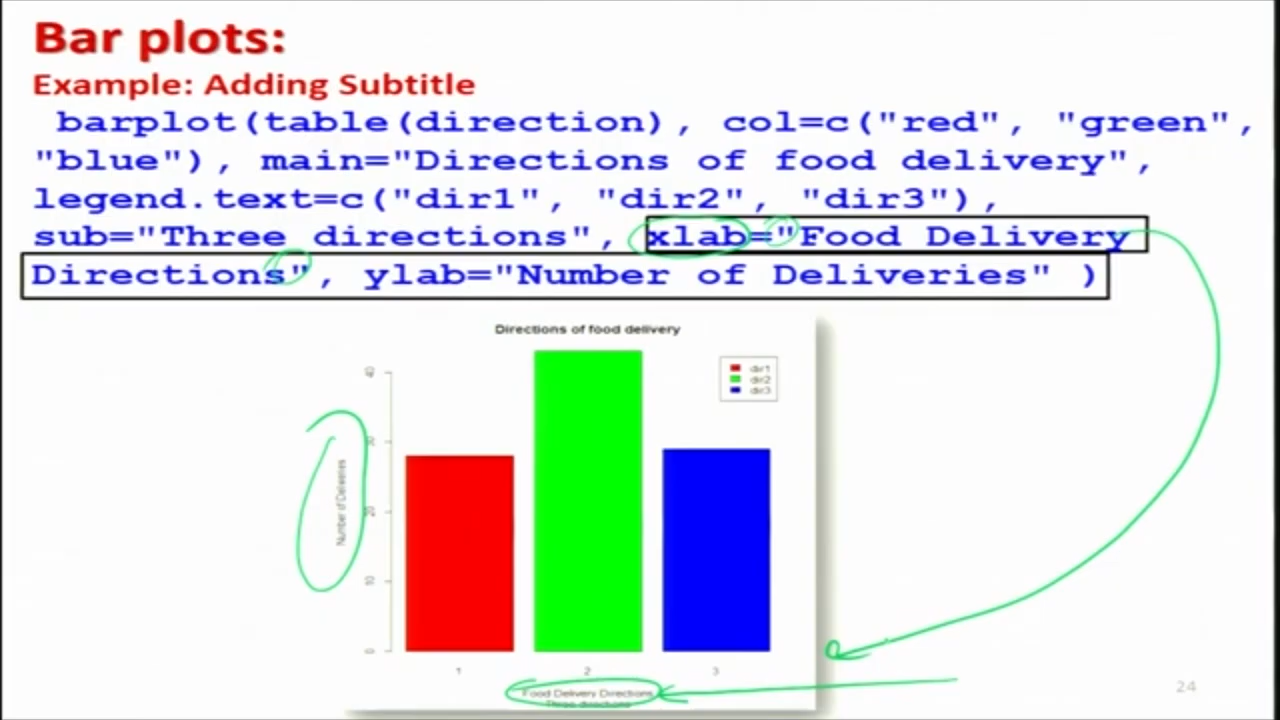 Bar plots:
Example: Adding Subtitle
barplot(table(direction), col=c("red", "green",
"blue"), main="Directions of food delivery",
legend.text=c("dir1", "dir2", "dir3"),
sub="Three directions", xlab="Food Delivery
Directions", ylab="Number of Deliveries" )
Directions of food delivery
dir1
dir2
dir3
40
30
20
10
0
Number of Deliveries
1 2 3
Food Delivery Directions
Three directions
24